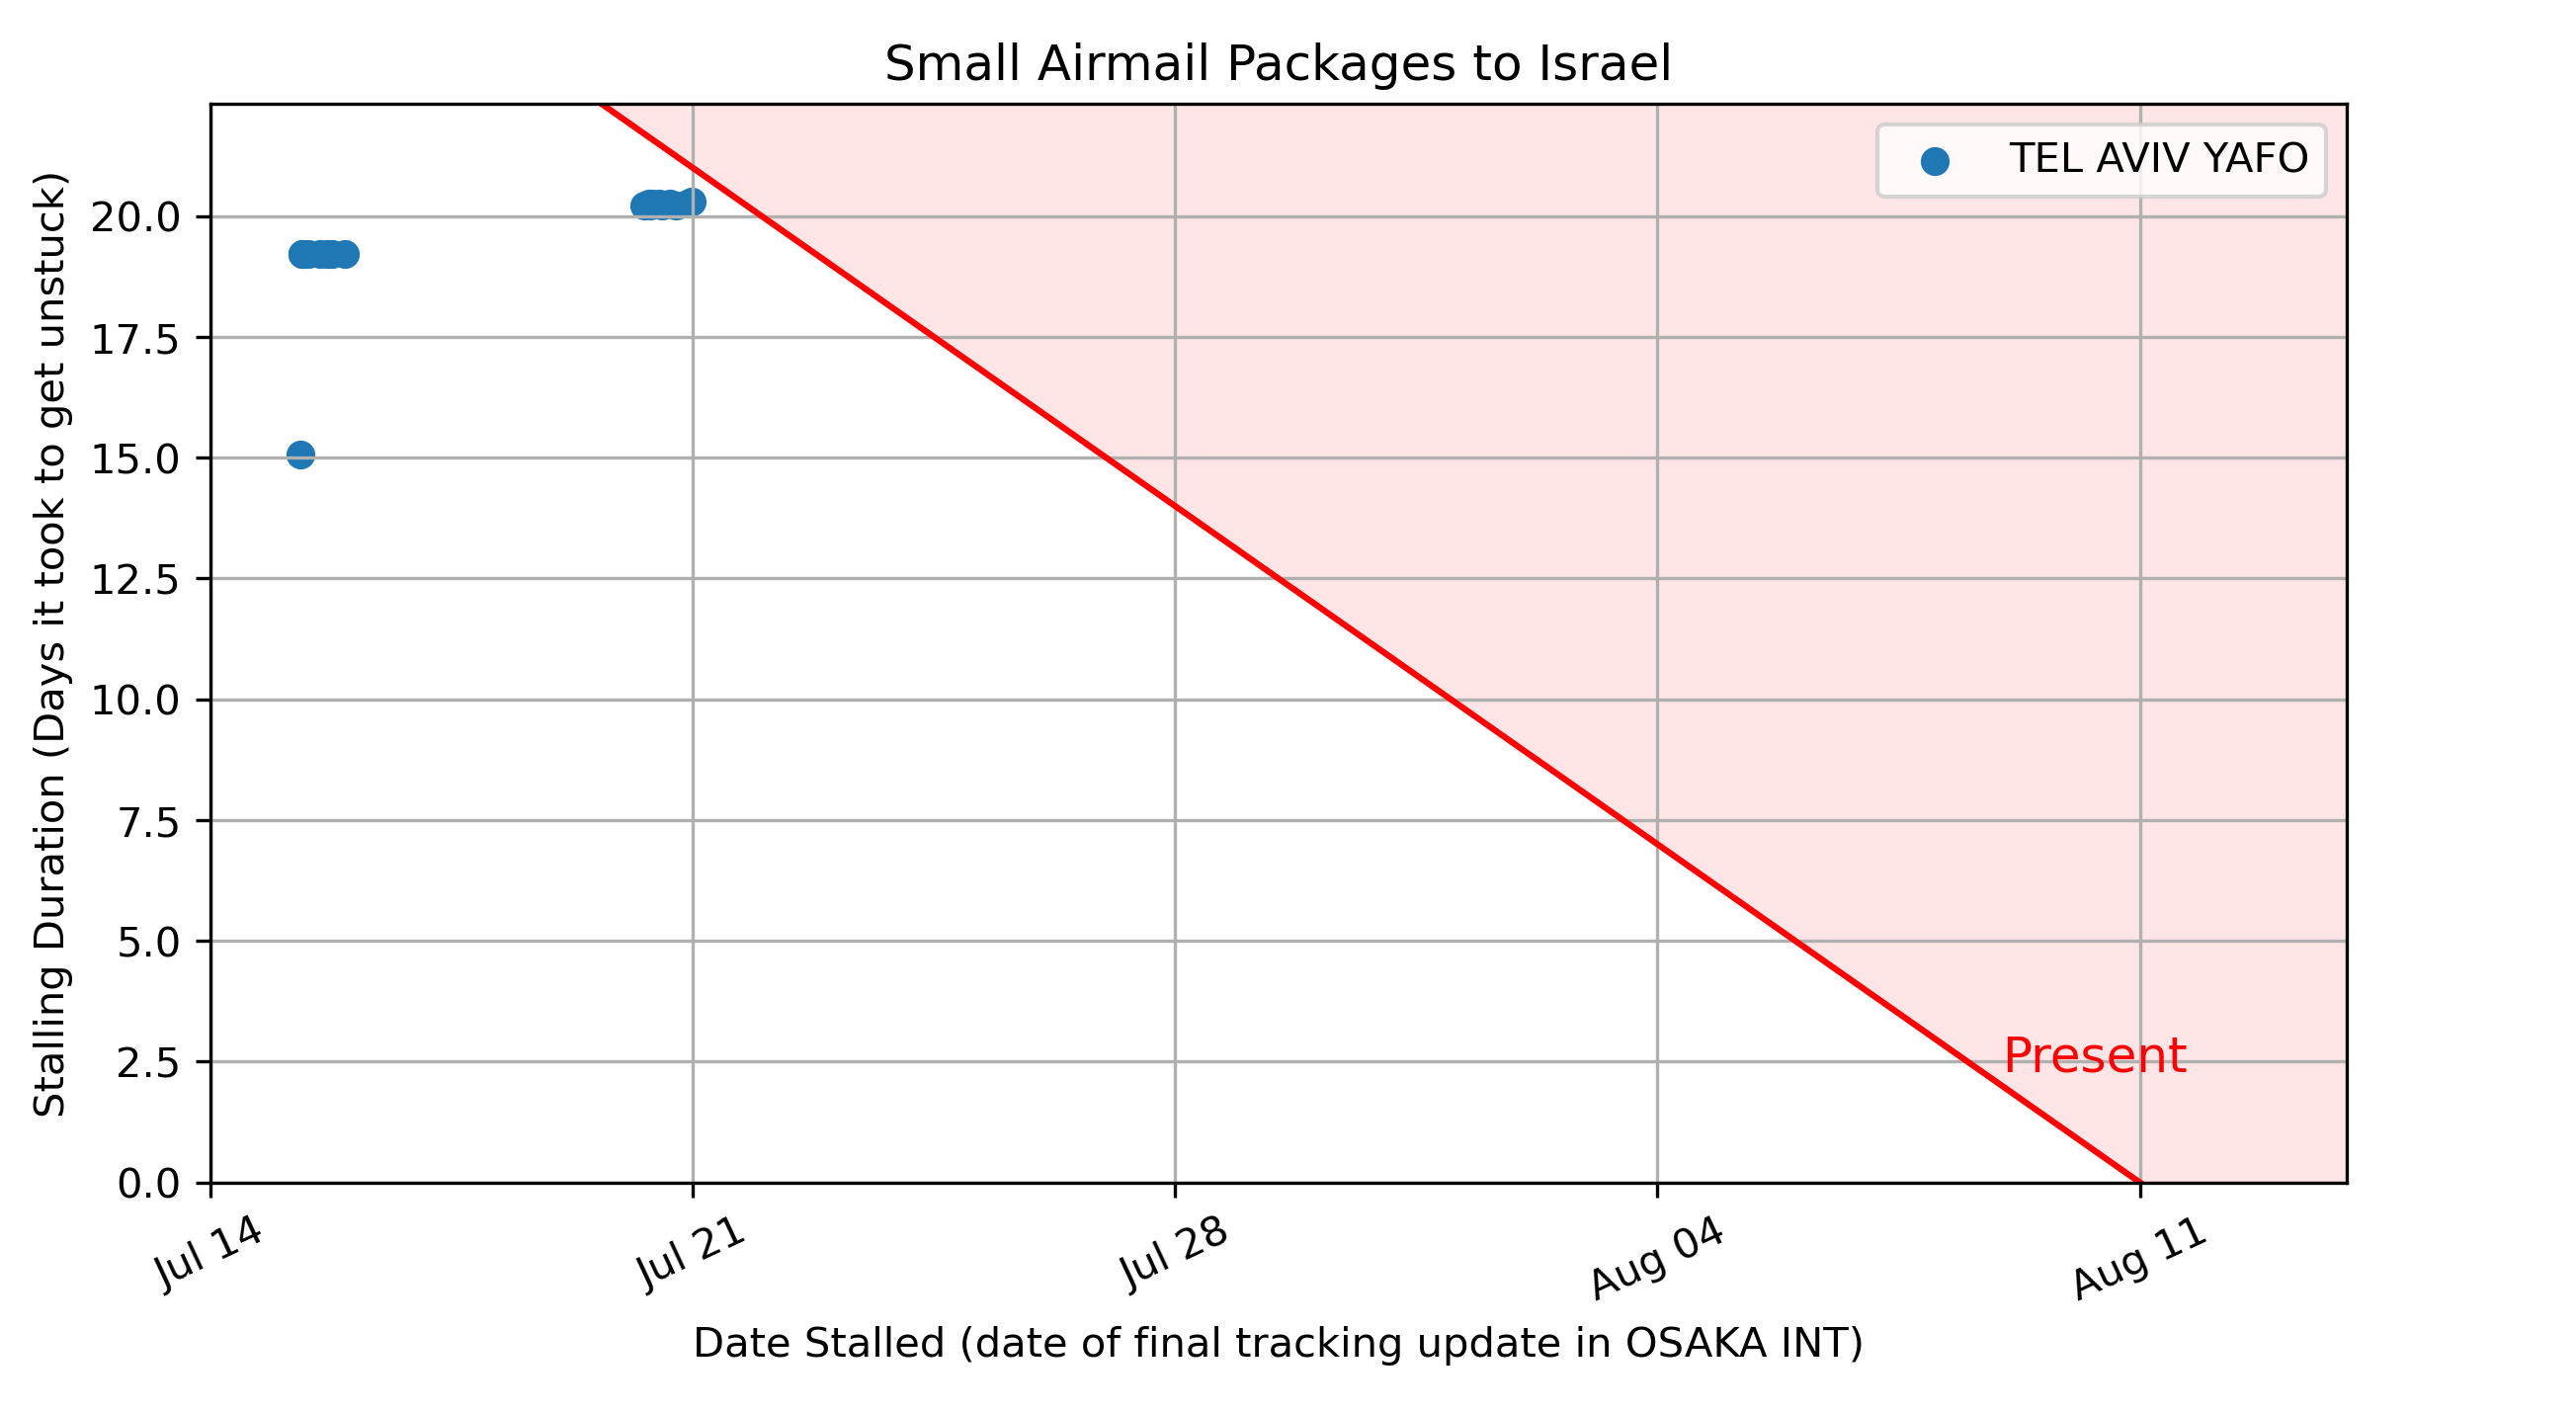 Small Airmail Packages to Israel
TEL AVIV YAFO
Stalling Duration (Days it took to get unstuck)
20.0
17.5
15.0
12.5
10.0
7.5
5.0
2.5
0.0
Present
Jul 14
Jul 21
Jul 28
Aug 04
Aug 11
Date Stalled (date of final tracking update in OSAKA INT)